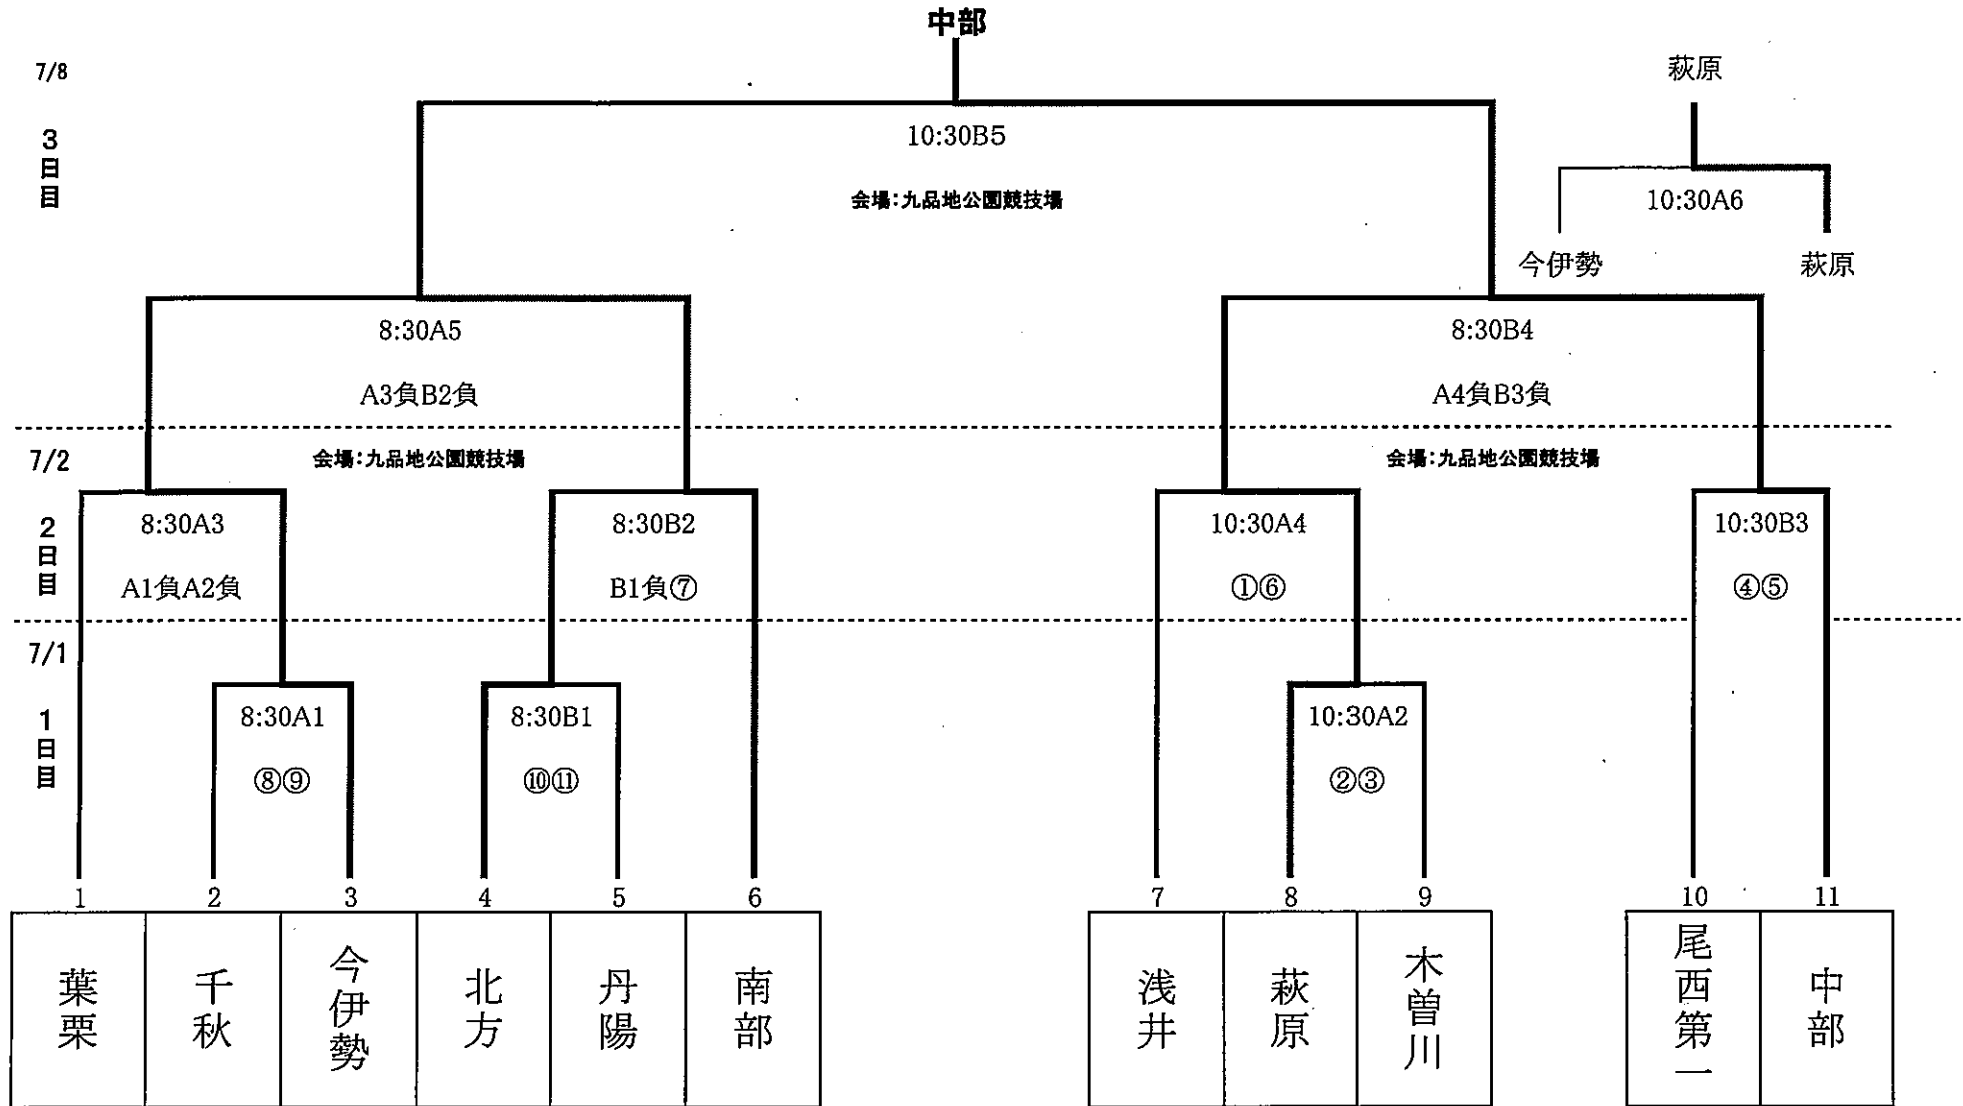 中部
7/8
萩原
3日目
10:30B5
会場:九品地公園競技場
10:30A6
今伊勢 萩原
8:30A5 8:30B4
A3負B2負 A4負B3負
7/2 会場:九品地公園競技場 会場:九品地公園競技場
2日目
8:30A3 8:30B2 10:30A4 10:30B3
A1負A2負 B1負⑦ ①⑥ ④⑤
7/1
1日目
8:30A1 8:30B1 10:30A2
⑧⑨ ⑩⑪ ②③
1 2 3 4 5 6 7 8 9 10 11
葉栗
千秋
今伊勢
北方
丹陽
南部
浅井
萩原
木曽川
尾西第一
中部